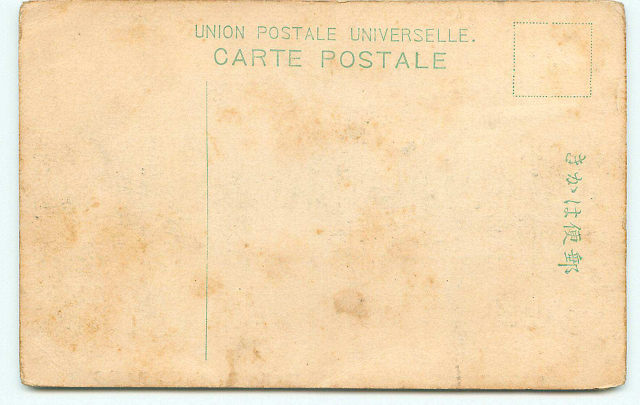 UNION POSTALE UNIVERSELLE.
CARTE POSTALE
郵便はかき